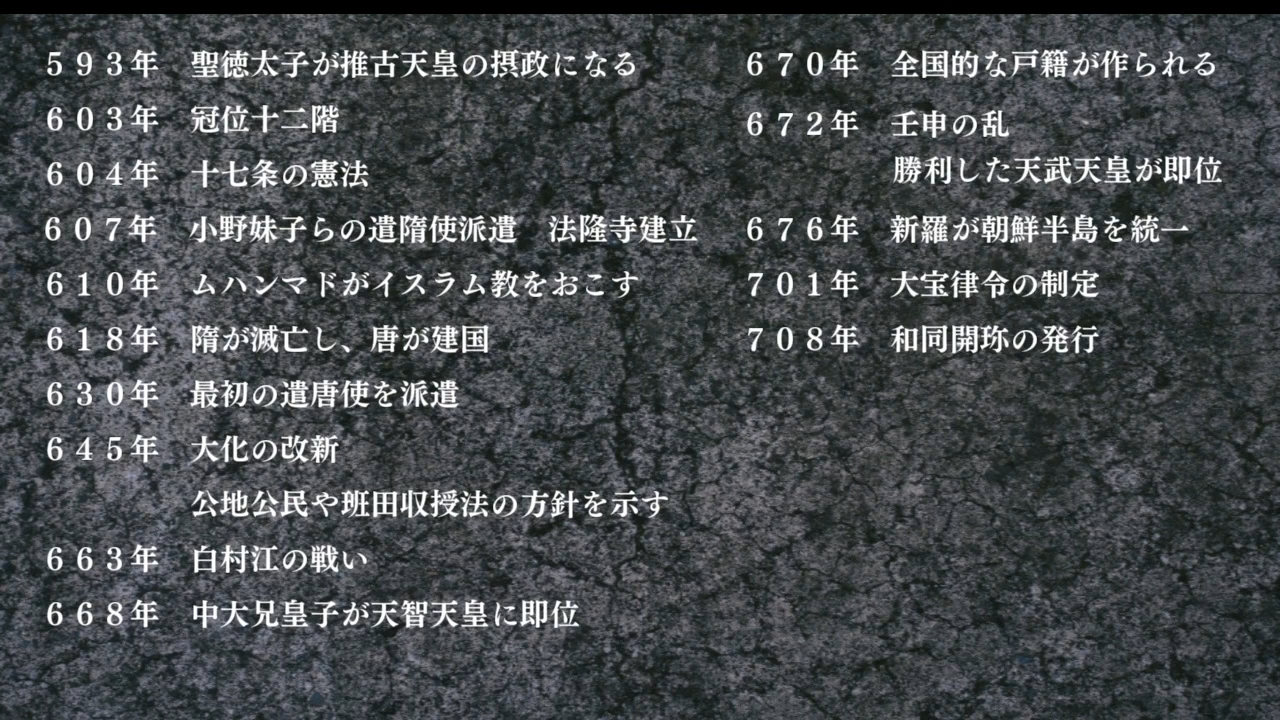 ５９３年　聖徳太子が推古天皇の摂政になる
６０３年　冠位十二階
６０４年　十七条の憲法
６０７年　小野妹子らの遣隋使派遣　法隆寺建立
６１０年　ムハンマドがイスラム教をおこす
６１８年　隋が滅亡し、唐が建国
６３０年　最初の遣唐使を派遣
６４５年　大化の改新
公地公民や班田収授法の方針を示す
６６３年　白村江の戦い
６６８年　中大兄皇子が天智天皇に即位
６７０年　全国的な戸籍が作られる
６７２年　壬申の乱
勝利した天武天皇が即位
６７６年　新羅が朝鮮半島を統一
７０１年　大宝律令の制定
７０８年　和同開珎の発行